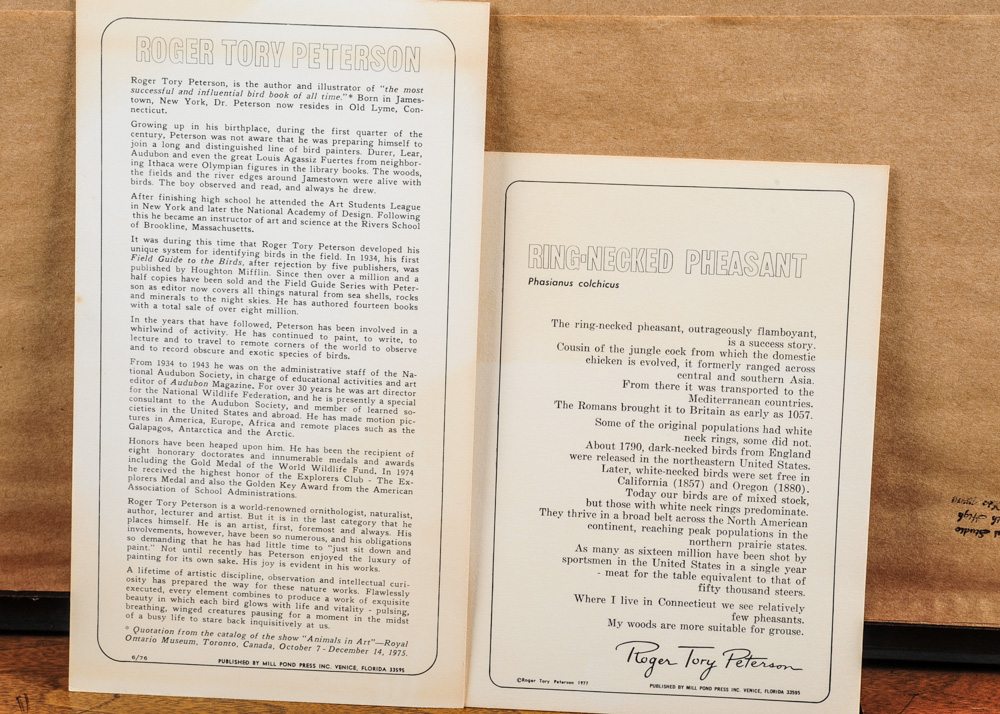 ROGER TORY PETERSON
Roger Tory Peterson, is the author and illustrator of "the most
successful and influential bird book of all time."* Born in James-
town, New York, Dr. Peterson now resides in Old Lyme, Con-
necticut.
Growing up in his birthplace, during the first quarter of the
century, Peterson was not aware that he was preparing himself to
join a long and distinguished line of bird painters. Durer, Lear,
Audubon and even the great Louis Agassiz Fuertes from neighbor-
ing Ithaca were Olympian figures in the library books. The woods,
the fields and the river edges around Jamestown were alive with
birds. The boy observed and read, and always he drew.
After finishing high school he attended the Art Students League
in New York and later the National Academy of Design. Following
this he became an instructor of art and science at the Rivers School
of Brookline, Massachusetts.
It was during this time that Roger Tory Peterson developed his
unique system for identifying birds in the field. In 1934, his first
Field Guide to the Birds, after rejection by five publishers, was
published by Houghton Mifflin. Since then over a million and a
half copies have been sold and the Field Guide Series with Peter-
son as editor now covers all things natural from sea shells, rocks
and minerals to the night skies. He has authored fourteen books
with a total sale of over eight million.
In the years that have followed, Peterson has been involved in a
whirlwind of activity. He has continued to paint, to write, to
lecture and to travel to remote corners of the world to observe
and to record obscure and exotic species of birds.
From 1934 to 1943 he was on the administrative staff of the Na-
tional Audubon Society, in charge of educational activities and art
editor of Audubon Magazine. For over 30 years he was art director
for the National Wildlife Federation, and he is presently a special
consultant to the Audubon Society, and member of learned so-
cieties in the United States and abroad. He has made motion pic-
tures in America, Europe, Africa and remote places such as the
Galapagos, Antarctica and the Arctic.
Honors have been heaped upon him. He has been the recipient of
eight honorary doctorates and innumerable medals and awards
including the Gold Medal of the World Wildlife Fund. In 1974
he received the highest honor of the Explorers Club - The Ex-
plorers Medal and also the Golden Key Award from the American
Association of School Administrations.
Roger Tory Peterson is a world-renowned ornithologist, naturalist,
author, lecturer and artist. But it is in the last category that he
places himself. He is an artist, first, foremost and always. His
involvements, however, have been so numerous, and his obligations
so demanding that he has had little time to "just sit down and
paint." Not until recently has Peterson enjoyed the luxury of
painting for its own sake. His joy is evident in his works.
A lifetime of artistic discipline, observation and intellectual curi-
osity has prepared the way for these nature works. Flawlessly
executed, every element combines to produce a work of exquisite
beauty in which each bird glows with life and vitality - pulsing,
breathing, winged creatures pausing for a moment in the midst
of a busy life to stare back inquisitively at us.
* Quotation from the catalog of the show "Animals in Art"—Royal
Ontario Museum, Toronto, Canada, October 7 - December 14, 1975.
6/76 PUBLISHED BY MILL POND PRESS INC. VENICE, FLORIDA 33595
RING-NECKED PHEASANT
Phasianus colchicus
The ring-necked pheasant, outrageously flamboyant,
is a success story.
Cousin of the jungle cock from which the domestic
chicken is evolved, it formerly ranged across
central and southern Asia.
From there it was transported to the
Mediterranean countries.
The Romans brought it to Britain as early as 1057.
Some of the original populations had white
neck rings, some did not.
About 1790, dark-necked birds from England
were released in the northeastern United States.
Later, white-necked birds were set free in
California (1857) and Oregon (1880).
Today our birds are of mixed stock,
but those with white neck rings predominate.
They thrive in a broad belt across the North American
continent, reaching peak populations in the
northern prairie states.
As many as sixteen million have been shot by
sportsmen in the United States in a single year
- meat for the table equivalent to that of
fifty thousand steers.
Where I live in Connecticut we see relatively
few pheasants.
My woods are more suitable for grouse.
Roger Tory Peterson
©Roger Tory Peterson 1977
PUBLISHED BY MILL POND PRESS INC. VENICE, FLORIDA 33595